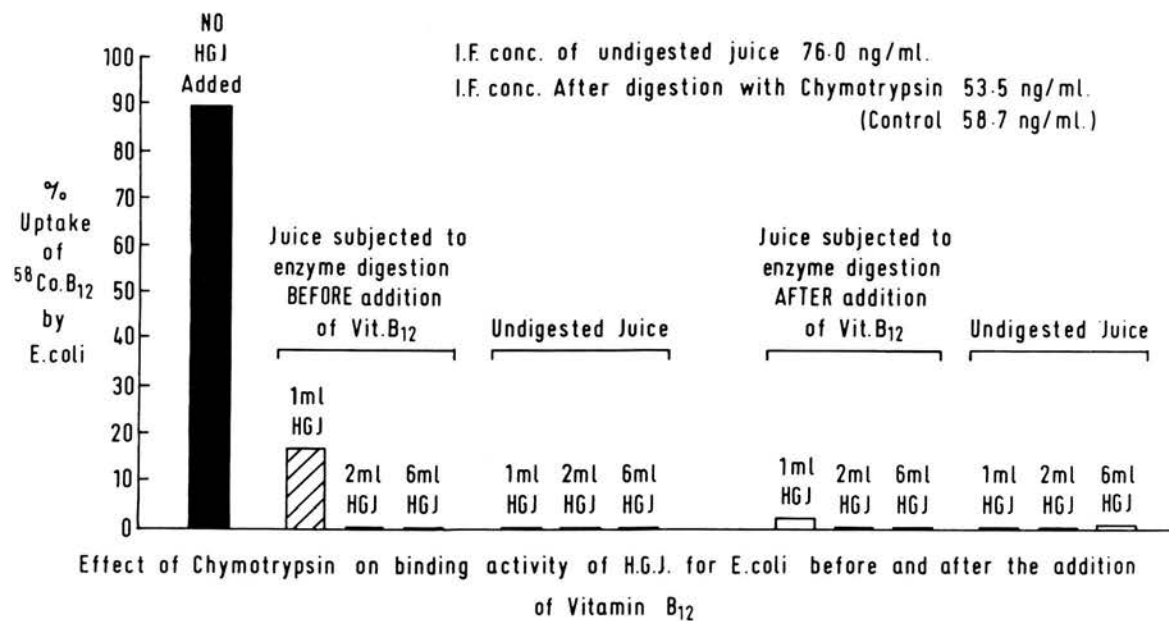 NO
HGJ
Added
I.F. conc. of undigested juice 76·0 ng/ml.
I.F. conc. After digestion with Chymotrypsin 53·5 ng/ml.
(Control 58·7 ng/ml.)
100
90
80
70
60
50
40
30
20
10
0
%
Uptake
of
⁵⁸Co.B₁₂
by
E.coli
Juice subjected to
enzyme digestion
BEFORE addition
of Vit.B₁₂
Undigested Juice
Juice subjected to
enzyme digestion
AFTER addition
of Vit.B₁₂
Undigested Juice
1ml
HGJ
2ml
HGJ
6ml
HGJ
1ml
HGJ
2ml
HGJ
6ml
HGJ
1ml
HGJ
2ml
HGJ
6ml
HGJ
1ml
HGJ
2ml
HGJ
6ml
HGJ
Effect of Chymotrypsin on binding activity of H.G.J. for E.coli before and after the addition
of Vitamin B₁₂